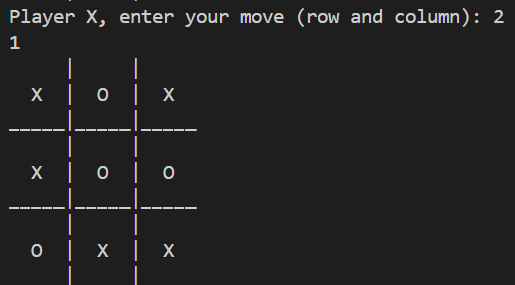 Player X, enter your move (row and column): 2
1
     |     |
  X  |  O  |  X
_____|_____|_____
     |     |
  X  |  O  |  O
_____|_____|_____
     |     |
  O  |  X  |  X
     |     |